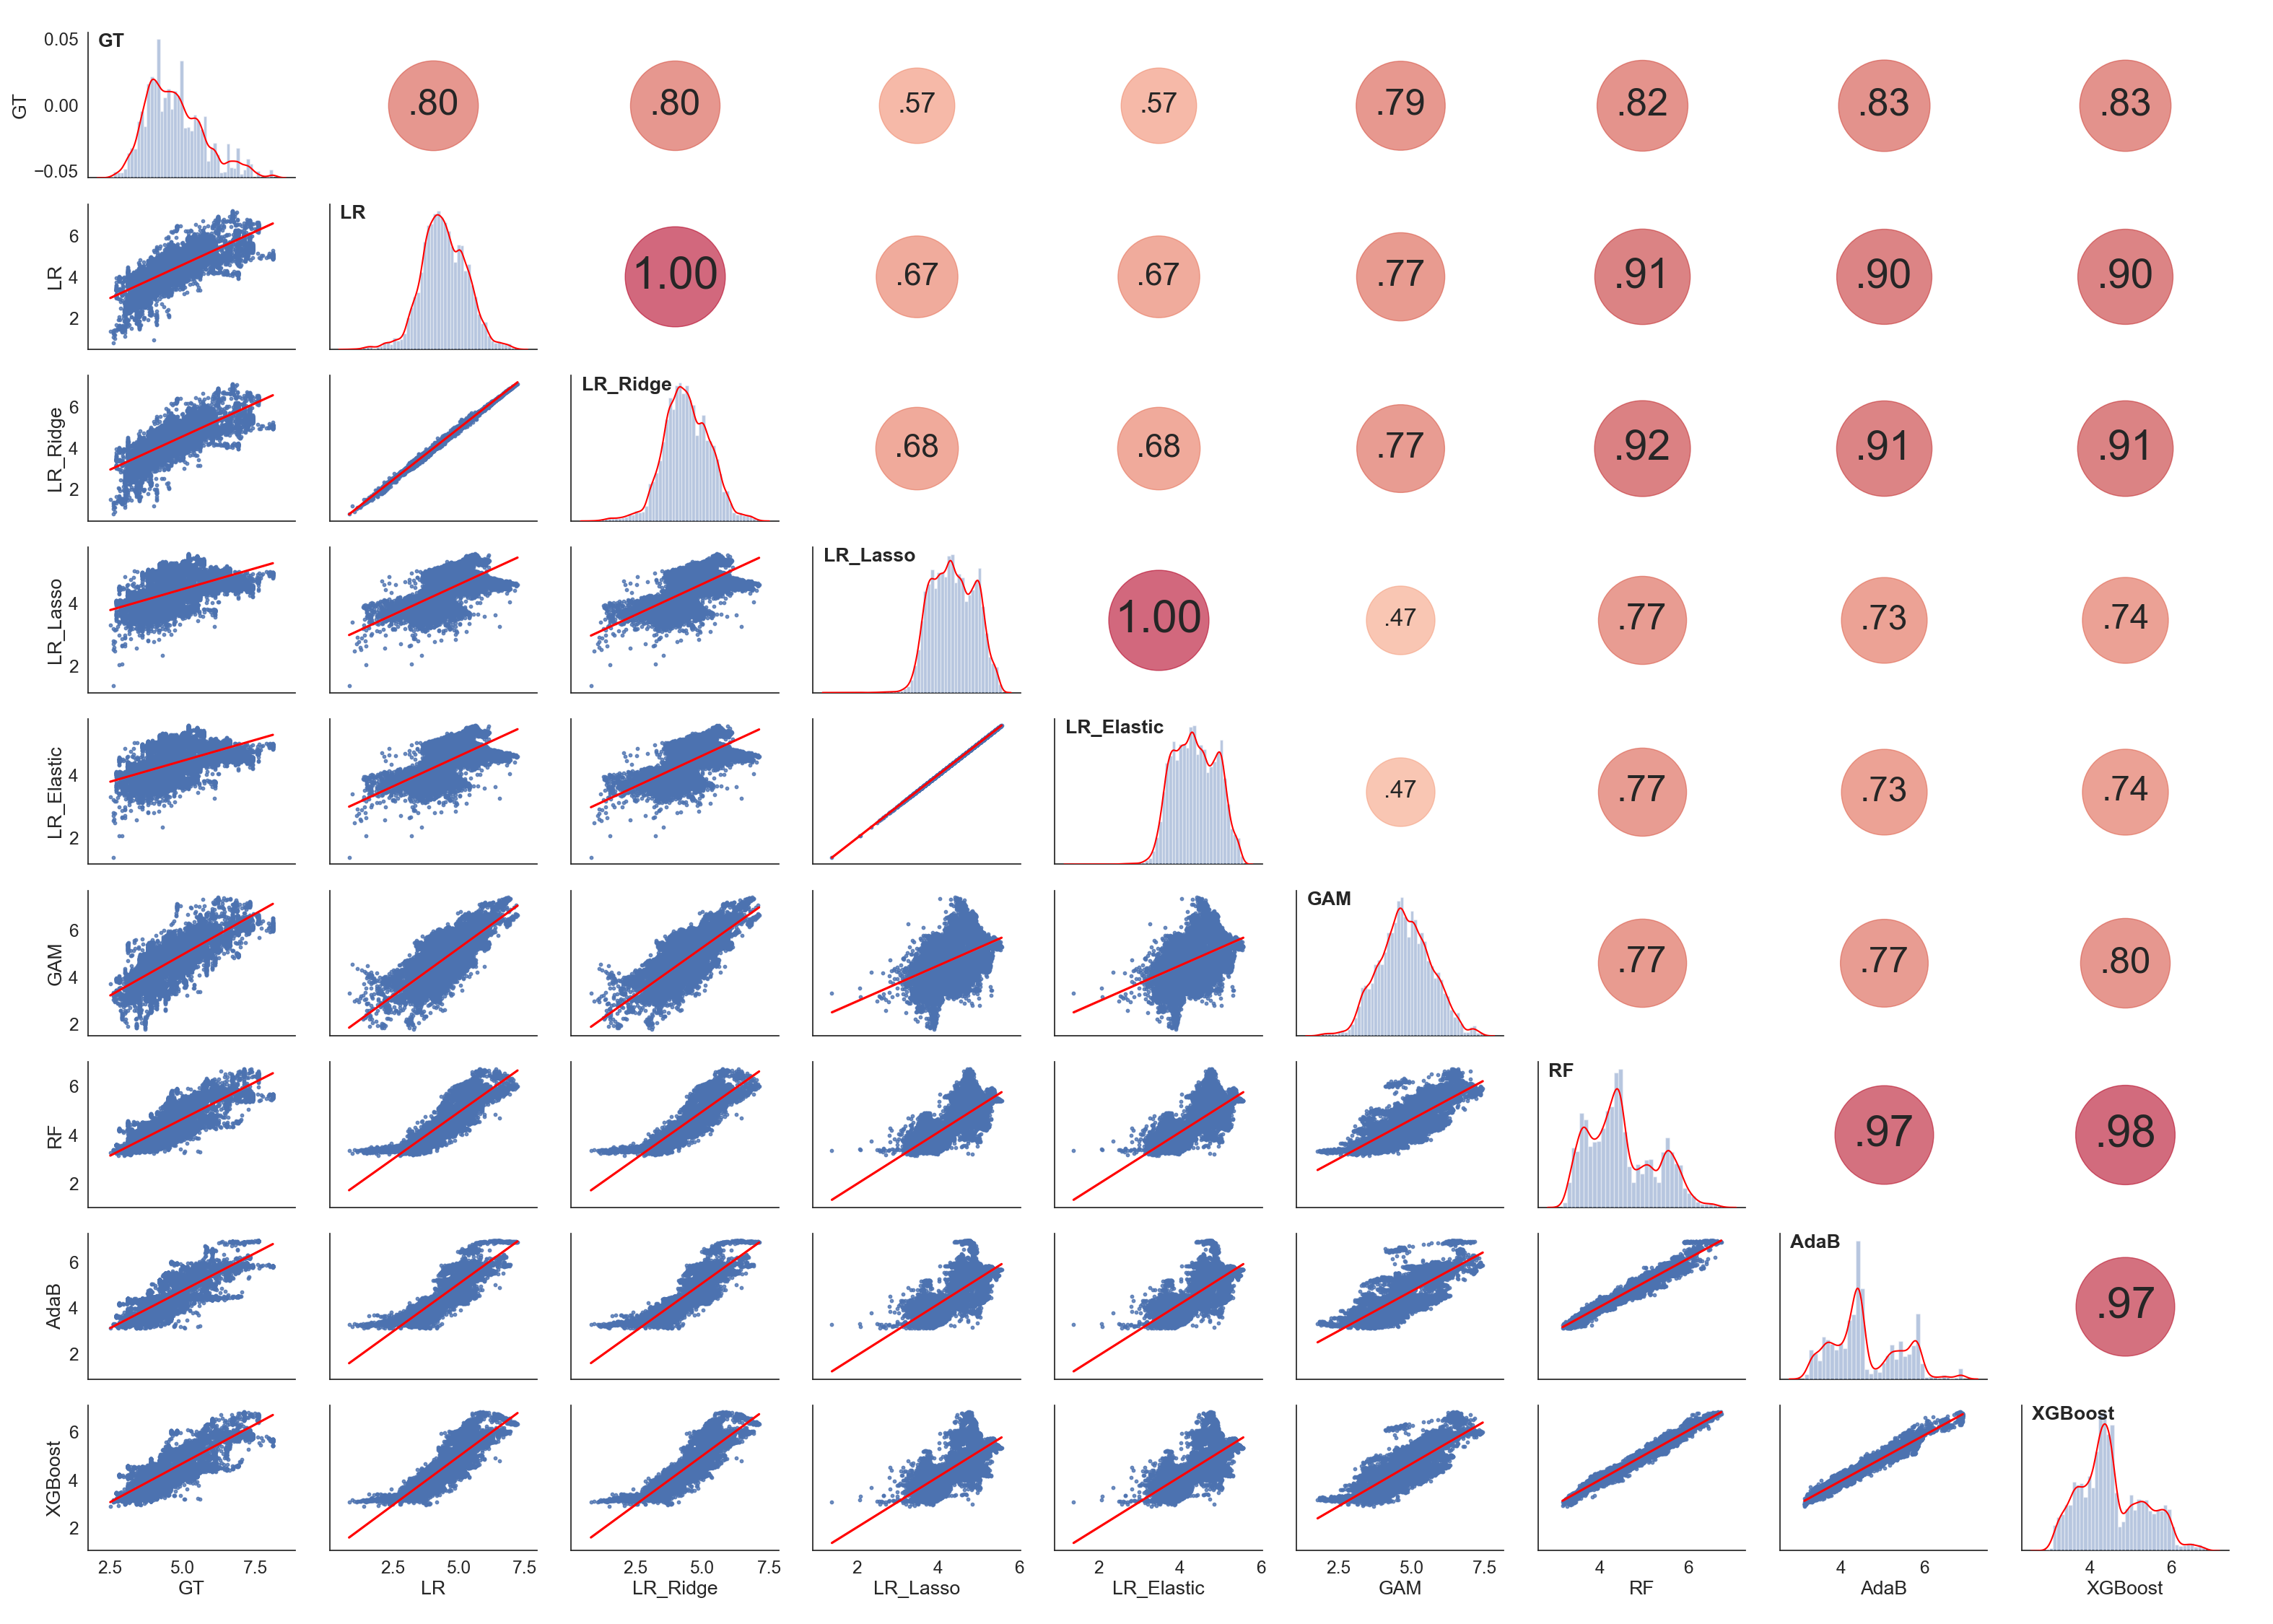 0.05
GT
GT
0.00
−0.05
.80
.80
.57
.57
.79
.82
.83
.83
LR
LR
6
4
2
1.00
.67
.67
.77
.91
.90
.90
LR_Ridge
LR_Ridge
6
4
2
.68
.68
.77
.92
.91
.91
LR_Lasso
LR_Lasso
4
2
1.00
.47
.77
.73
.74
LR_Elastic
LR_Elastic
4
2
.47
.77
.73
.74
GAM
GAM
6
4
2
.77
.77
.80
RF
RF
6
4
2
.97
.98
AdaB
AdaB
6
4
2
.97
XGBoost
XGBoost
6
4
2
2.5 5.0 7.5
2.5 5.0 7.5
2.5 5.0 7.5
2 4 6
2 4 6
2.5 5.0 7.5
4 6
4 6
4 6
GT
LR
LR_Ridge
LR_Lasso
LR_Elastic
GAM
RF
AdaB
XGBoost